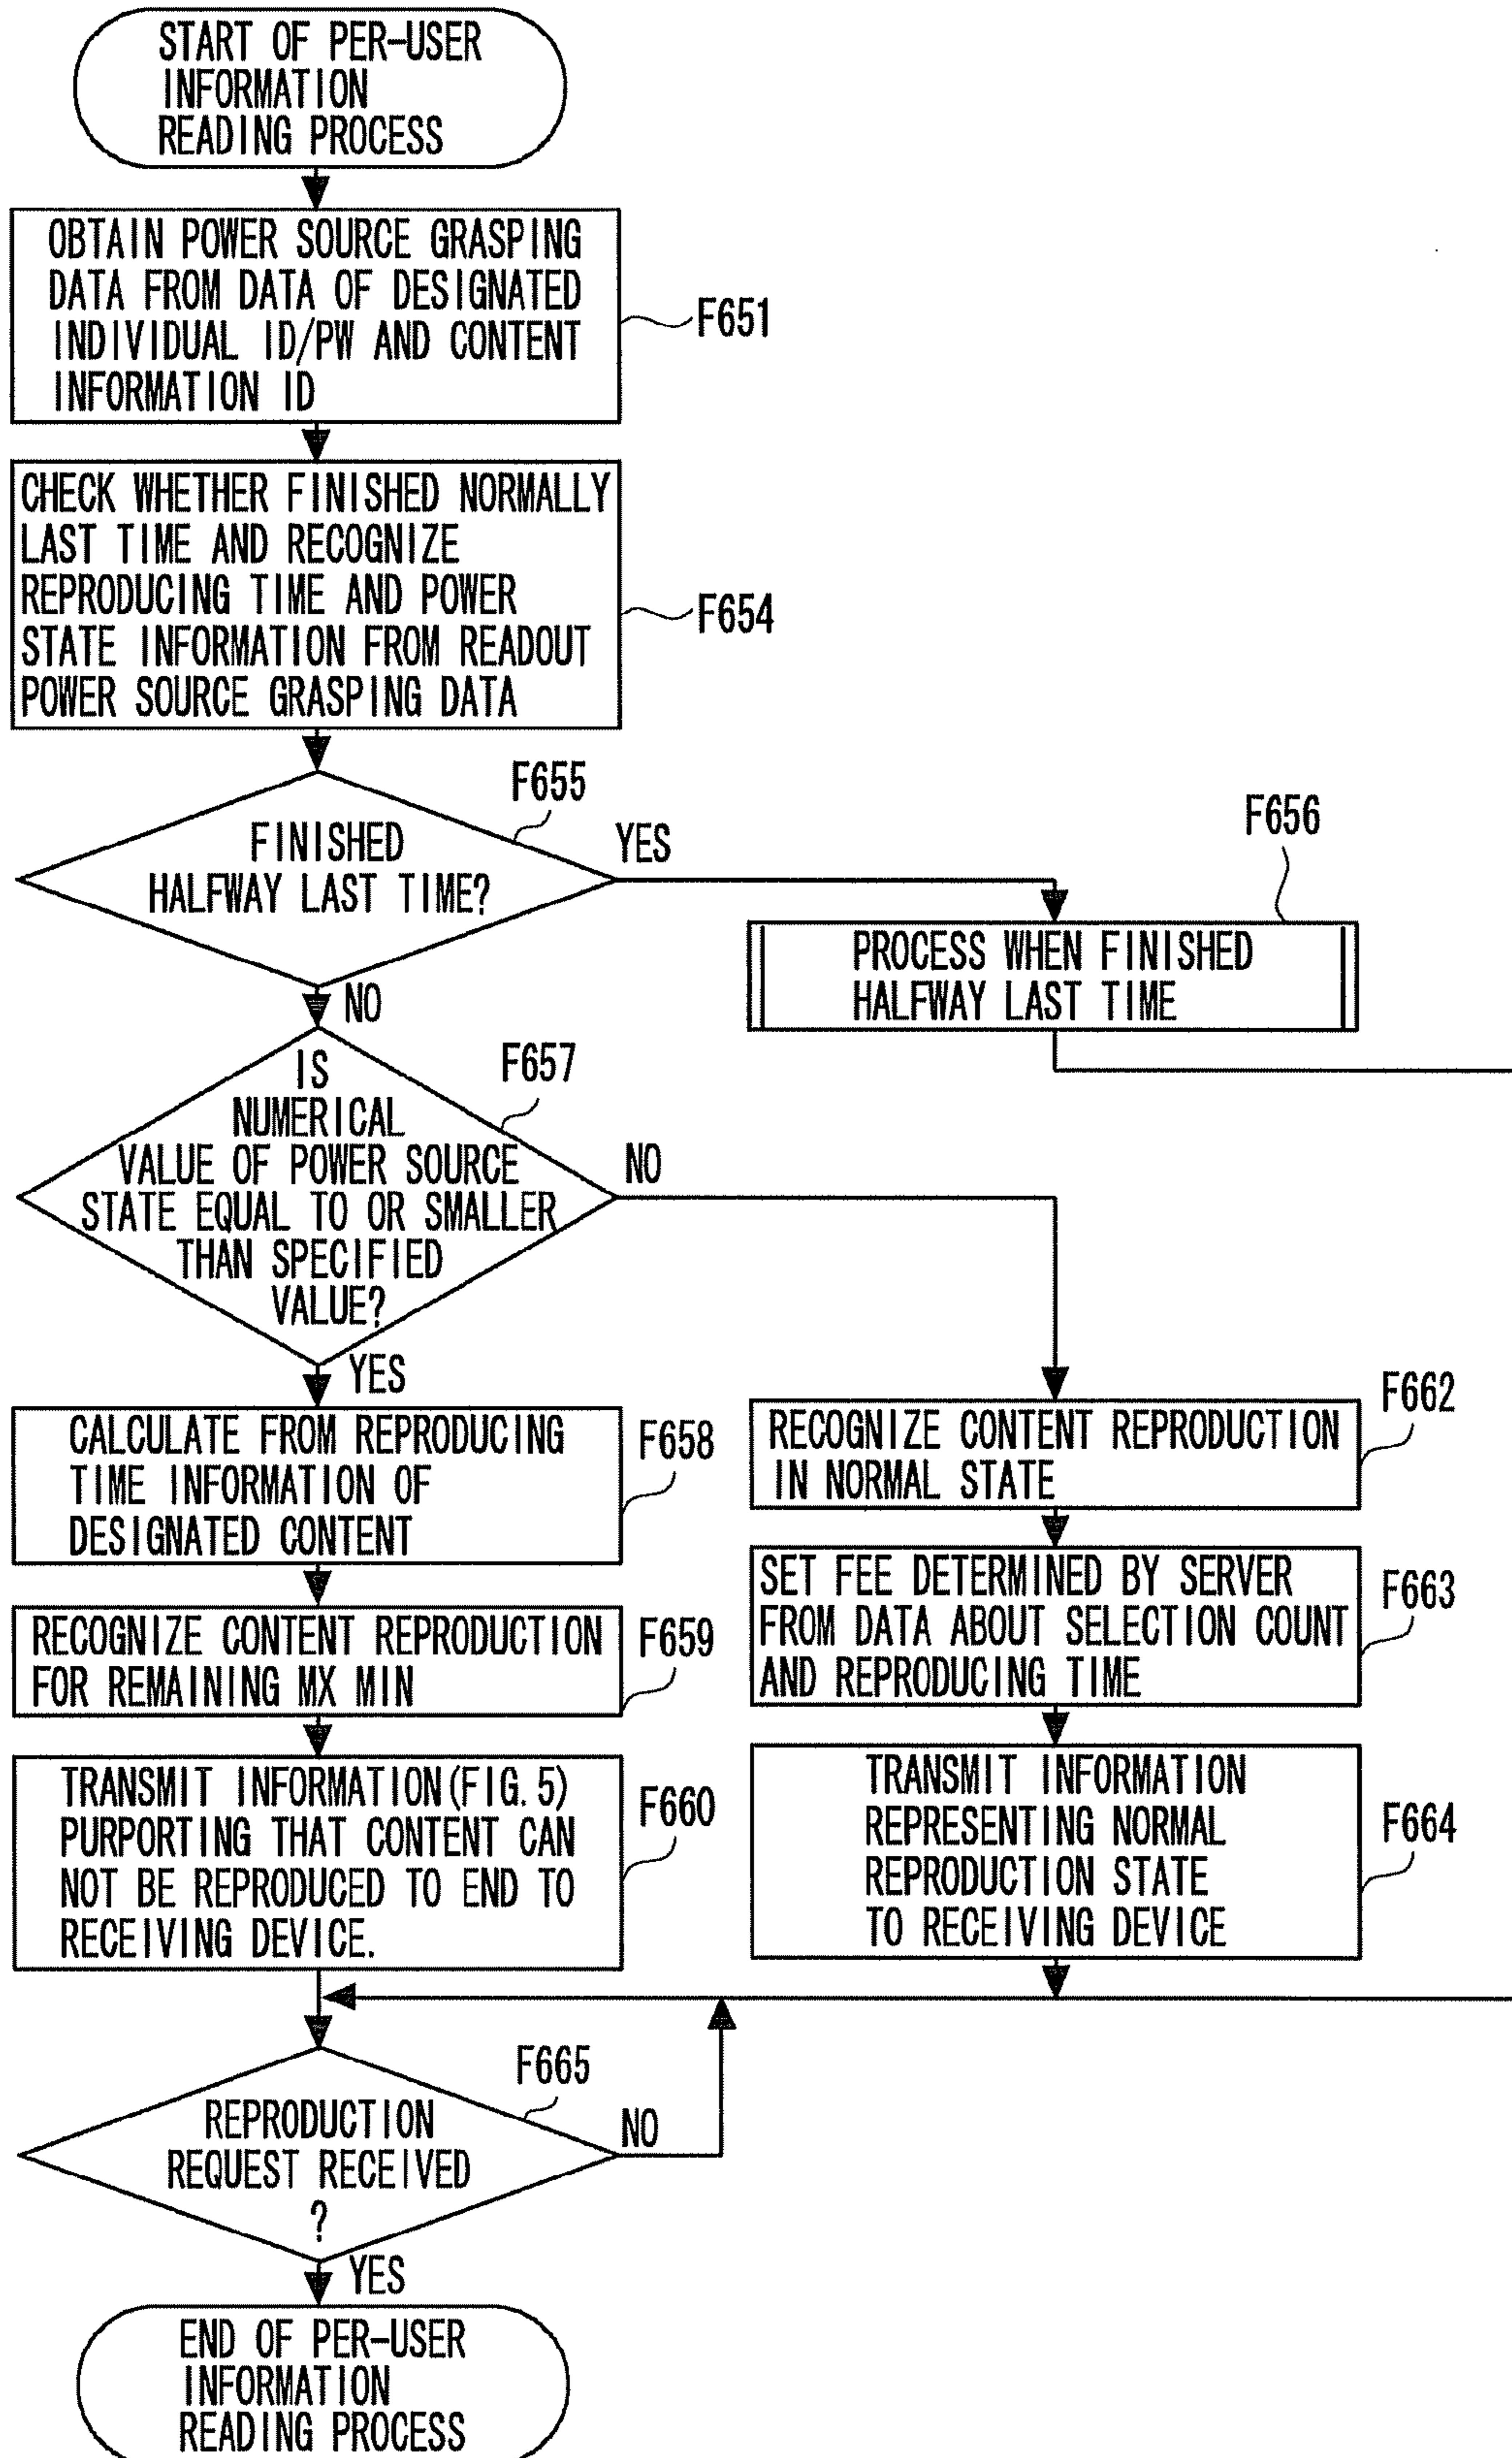 START OF PER-USER
INFORMATION
READING PROCESS
OBTAIN POWER SOURCE GRASPING
DATA FROM DATA OF DESIGNATED
INDIVIDUAL ID/PW AND CONTENT
INFORMATION ID
F651
CHECK WHETHER FINISHED NORMALLY
LAST TIME AND RECOGNIZE
REPRODUCING TIME AND POWER
STATE INFORMATION FROM READOUT
POWER SOURCE GRASPING DATA
F654
F655
FINISHED
HALFWAY LAST TIME?
YES
NO
F656
PROCESS WHEN FINISHED
HALFWAY LAST TIME
F657
IS
NUMERICAL
VALUE OF POWER SOURCE
STATE EQUAL TO OR SMALLER
THAN SPECIFIED
VALUE?
NO
YES
CALCULATE FROM REPRODUCING
TIME INFORMATION OF
DESIGNATED CONTENT
F658
RECOGNIZE CONTENT REPRODUCTION
FOR REMAINING MX MIN
F659
TRANSMIT INFORMATION(FIG.5)
PURPORTING THAT CONTENT CAN
NOT BE REPRODUCED TO END TO
RECEIVING DEVICE.
F660
RECOGNIZE CONTENT REPRODUCTION
IN NORMAL STATE
F662
SET FEE DETERMINED BY SERVER
FROM DATA ABOUT SELECTION COUNT
AND REPRODUCING TIME
F663
TRANSMIT INFORMATION
REPRESENTING NORMAL
REPRODUCTION STATE
TO RECEIVING DEVICE
F664
F665
REPRODUCTION
REQUEST RECEIVED
?
NO
YES
END OF PER-USER
INFORMATION
READING PROCESS